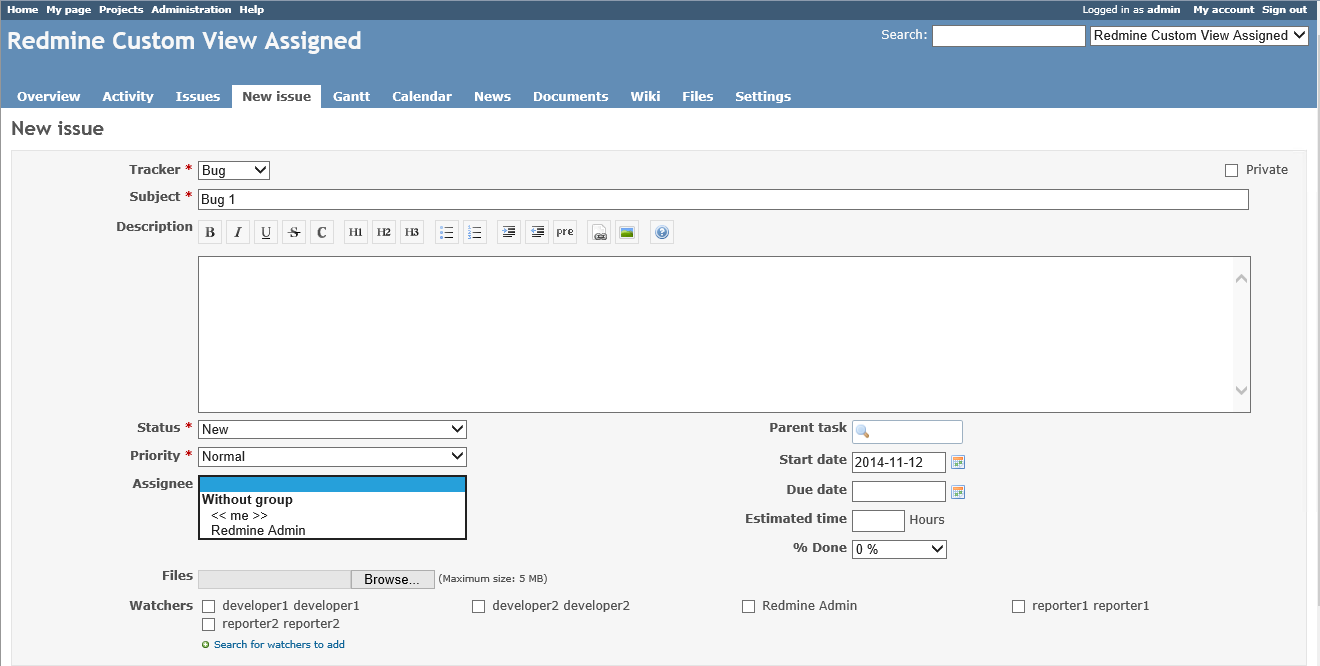 Home My page Projects Administration Help Logged in as admin My account Sign out
Redmine Custom View Assigned Search: Redmine Custom View Assigned
Overview Activity Issues New issue Gantt Calendar News Documents Wiki Files Settings
New issue
Tracker * Bug Private
Subject * Bug 1
Description B I U S C H1 H2 H3 pre
Status * New Parent task
Priority * Normal Start date 2014-11-12
Assignee Due date
Without group
<< me >> Estimated time Hours
Redmine Admin
% Done 0 %
Files Browse... (Maximum size: 5 MB)
Watchers developer1 developer1 developer2 developer2 Redmine Admin reporter1 reporter1
reporter2 reporter2
Search for watchers to add